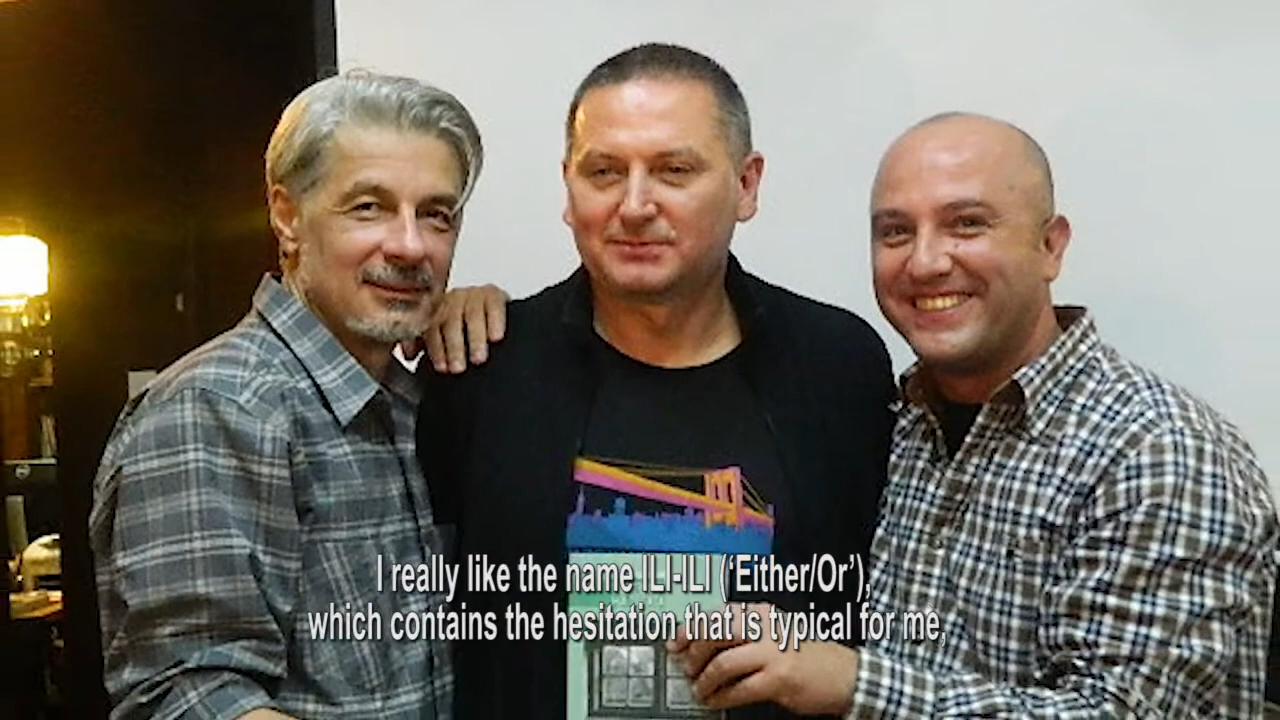 I really like the name ILI-ILI ('Either/Or'),
which contains the hesitation that is typical for me,